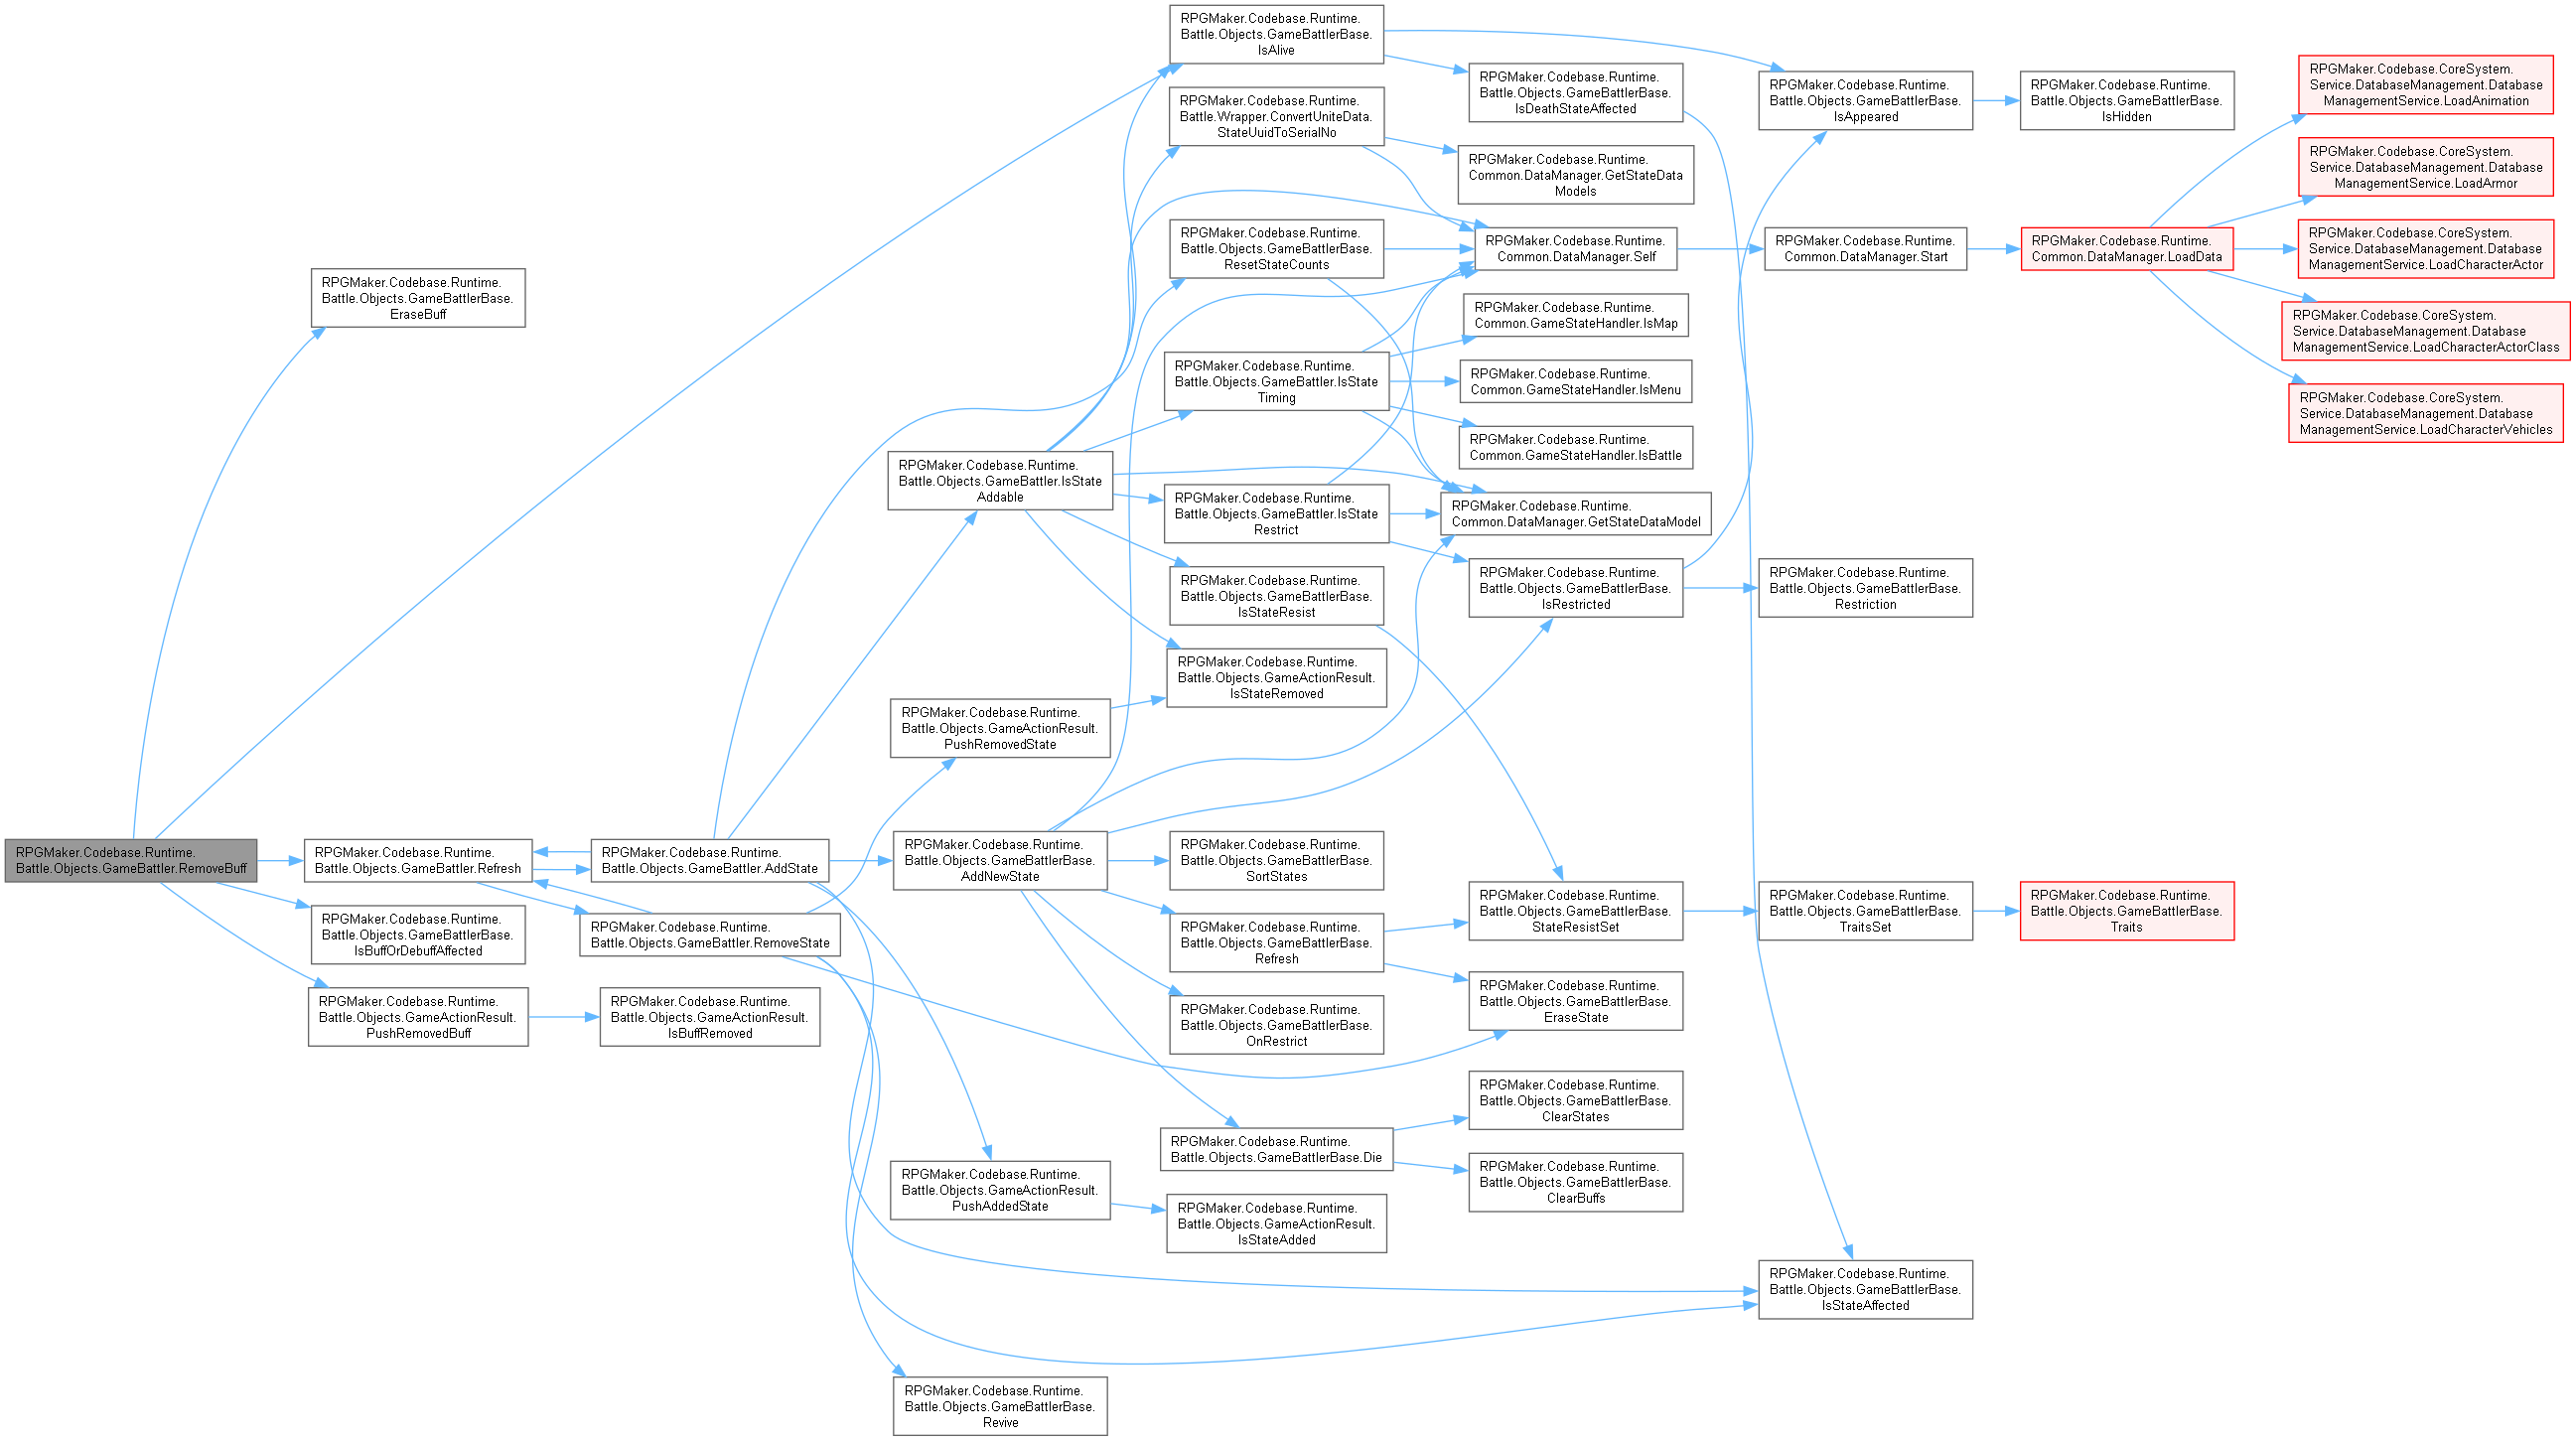 RPGMaker.Codebase.Runtime.
Battle.Objects.GameBattler.RemoveBuff
RPGMaker.Codebase.Runtime.
Battle.Objects.GameBattlerBase.
EraseBuff
RPGMaker.Codebase.Runtime.
Battle.Objects.GameBattler.Refresh
RPGMaker.Codebase.Runtime.
Battle.Objects.GameBattlerBase.
IsBuffOrDebuffAffected
RPGMaker.Codebase.Runtime.
Battle.Objects.GameActionResult.
PushRemovedBuff
RPGMaker.Codebase.Runtime.
Battle.Objects.GameBattler.AddState
RPGMaker.Codebase.Runtime.
Battle.Objects.GameBattler.RemoveState
RPGMaker.Codebase.Runtime.
Battle.Objects.GameActionResult.
IsBuffRemoved
RPGMaker.Codebase.Runtime.
Battle.Objects.GameBattler.IsState
Addable
RPGMaker.Codebase.Runtime.
Battle.Objects.GameActionResult.
PushRemovedState
RPGMaker.Codebase.Runtime.
Battle.Objects.GameBattlerBase.
AddNewState
RPGMaker.Codebase.Runtime.
Battle.Objects.GameActionResult.
PushAddedState
RPGMaker.Codebase.Runtime.
Battle.Objects.GameBattlerBase.
Revive
RPGMaker.Codebase.Runtime.
Battle.Objects.GameBattlerBase.
IsAlive
RPGMaker.Codebase.Runtime.
Battle.Wrapper.ConvertUniteData.
StateUuidToSerialNo
RPGMaker.Codebase.Runtime.
Battle.Objects.GameBattlerBase.
ResetStateCounts
RPGMaker.Codebase.Runtime.
Battle.Objects.GameBattler.IsState
Timing
RPGMaker.Codebase.Runtime.
Battle.Objects.GameBattler.IsState
Restrict
RPGMaker.Codebase.Runtime.
Battle.Objects.GameBattlerBase.
IsStateResist
RPGMaker.Codebase.Runtime.
Battle.Objects.GameActionResult.
IsStateRemoved
RPGMaker.Codebase.Runtime.
Battle.Objects.GameBattlerBase.
SortStates
RPGMaker.Codebase.Runtime.
Battle.Objects.GameBattlerBase.
Refresh
RPGMaker.Codebase.Runtime.
Battle.Objects.GameBattlerBase.
OnRestrict
RPGMaker.Codebase.Runtime.
Battle.Objects.GameBattlerBase.Die
RPGMaker.Codebase.Runtime.
Battle.Objects.GameActionResult.
IsStateAdded
RPGMaker.Codebase.Runtime.
Battle.Objects.GameBattlerBase.
IsDeathStateAffected
RPGMaker.Codebase.Runtime.
Common.DataManager.GetStateData
Models
RPGMaker.Codebase.Runtime.
Common.DataManager.Self
RPGMaker.Codebase.Runtime.
Common.GameStateHandler.IsMap
RPGMaker.Codebase.Runtime.
Common.GameStateHandler.IsMenu
RPGMaker.Codebase.Runtime.
Common.GameStateHandler.IsBattle
RPGMaker.Codebase.Runtime.
Common.DataManager.GetStateDataModel
RPGMaker.Codebase.Runtime.
Battle.Objects.GameBattlerBase.
IsRestricted
RPGMaker.Codebase.Runtime.
Battle.Objects.GameBattlerBase.
StateResistSet
RPGMaker.Codebase.Runtime.
Battle.Objects.GameBattlerBase.
EraseState
RPGMaker.Codebase.Runtime.
Battle.Objects.GameBattlerBase.
ClearStates
RPGMaker.Codebase.Runtime.
Battle.Objects.GameBattlerBase.
ClearBuffs
RPGMaker.Codebase.Runtime.
Battle.Objects.GameBattlerBase.
IsAppeared
RPGMaker.Codebase.Runtime.
Common.DataManager.Start
RPGMaker.Codebase.Runtime.
Battle.Objects.GameBattlerBase.
Restriction
RPGMaker.Codebase.Runtime.
Battle.Objects.GameBattlerBase.
TraitsSet
RPGMaker.Codebase.Runtime.
Battle.Objects.GameBattlerBase.
IsStateAffected
RPGMaker.Codebase.Runtime.
Battle.Objects.GameBattlerBase.
IsHidden
RPGMaker.Codebase.Runtime.
Common.DataManager.LoadData
RPGMaker.Codebase.Runtime.
Battle.Objects.GameBattlerBase.
Traits
RPGMaker.Codebase.CoreSystem.
Service.DatabaseManagement.Database
ManagementService.LoadAnimation
RPGMaker.Codebase.CoreSystem.
Service.DatabaseManagement.Database
ManagementService.LoadArmor
RPGMaker.Codebase.CoreSystem.
Service.DatabaseManagement.Database
ManagementService.LoadCharacterActor
RPGMaker.Codebase.CoreSystem.
Service.DatabaseManagement.Database
ManagementService.LoadCharacterActorClass
RPGMaker.Codebase.CoreSystem.
Service.DatabaseManagement.Database
ManagementService.LoadCharacterVehicles